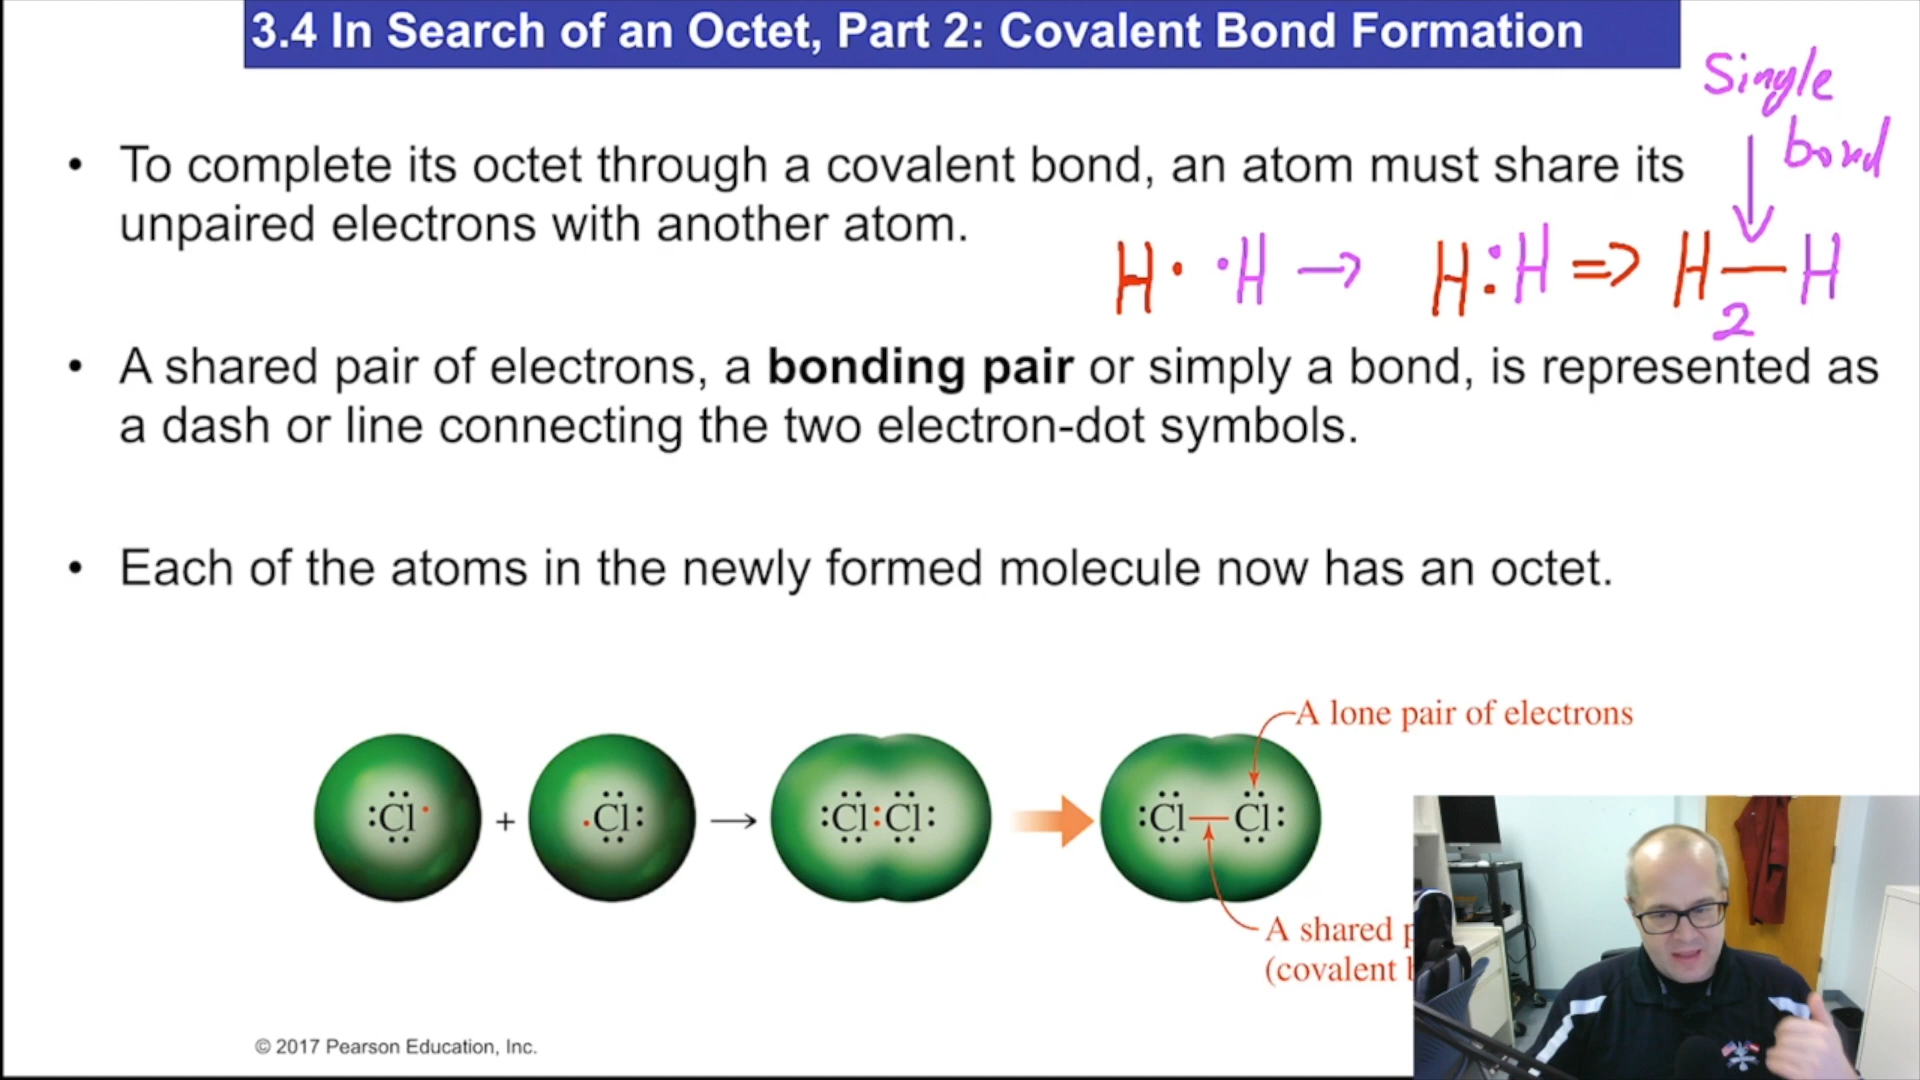 3.4 In Search of an Octet, Part 2: Covalent Bond Formation
Single
bond
• To complete its octet through a covalent bond, an atom must share its
unpaired electrons with another atom.
H· ·H → H:H => H—H
2
• A shared pair of electrons, a bonding pair or simply a bond, is represented as
a dash or line connecting the two electron-dot symbols.
• Each of the atoms in the newly formed molecule now has an octet.
A lone pair of electrons
:Cl· + ·Cl: → :Cl:Cl: :Cl—Cl:
A shared
(covalent
© 2017 Pearson Education, Inc.